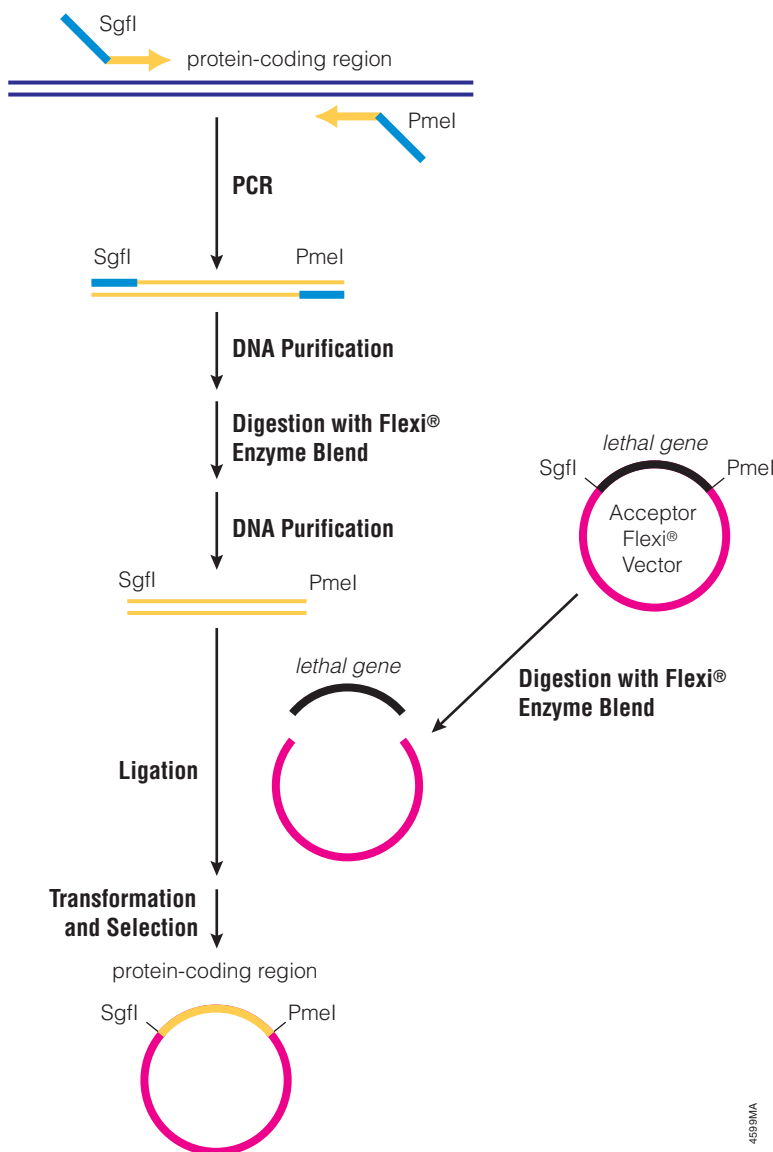 SgfI
protein-coding region
PmeI
PCR
SgfI
PmeI
DNA Purification
Digestion with Flexi®
Enzyme Blend
DNA Purification
lethal gene
SgfI
PmeI
Acceptor
Flexi®
Vector
SgfI
PmeI
lethal gene
Digestion with Flexi®
Enzyme Blend
Ligation
Transformation
and Selection
protein-coding region
SgfI
PmeI
4599MA